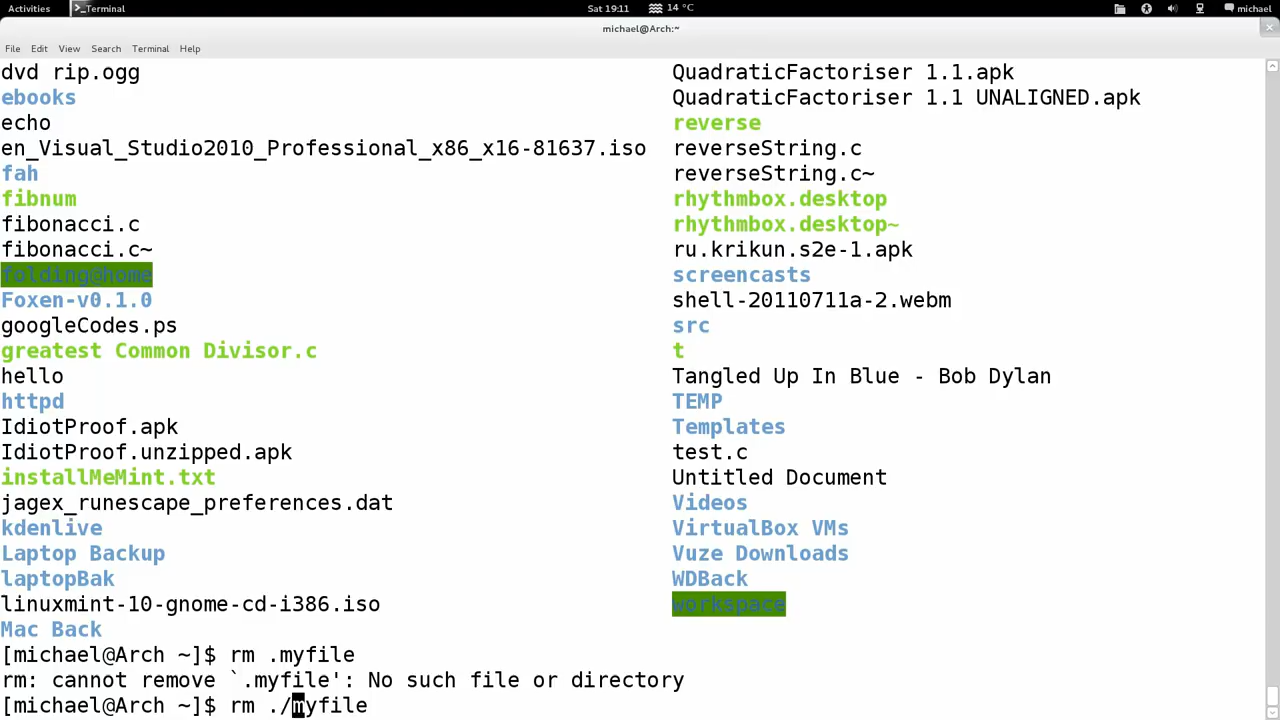 Activities
Terminal
Sat 19:11
14 °C
michael
michael@Arch:~
File Edit View Search Terminal Help
dvd rip.ogg
ebooks
echo
en_Visual_Studio2010_Professional_x86_x16-81637.iso
fah
fibnum
fibonacci.c
fibonacci.c~
folding@home
Foxen-v0.1.0
googleCodes.ps
greatest Common Divisor.c
hello
httpd
IdiotProof.apk
IdiotProof.unzipped.apk
installMeMint.txt
jagex_runescape_preferences.dat
kdenlive
Laptop Backup
laptopBak
linuxmint-10-gnome-cd-i386.iso
Mac Back
QuadraticFactoriser 1.1.apk
QuadraticFactoriser 1.1 UNALIGNED.apk
reverse
reverseString.c
reverseString.c~
rhythmbox.desktop
rhythmbox.desktop~
ru.krikun.s2e-1.apk
screencasts
shell-20110711a-2.webm
src
t
Tangled Up In Blue - Bob Dylan
TEMP
Templates
test.c
Untitled Document
Videos
VirtualBox VMs
Vuze Downloads
WDBack
workspace
[michael@Arch ~]$ rm .myfile
rm: cannot remove `.myfile': No such file or directory
[michael@Arch ~]$ rm ./myfile